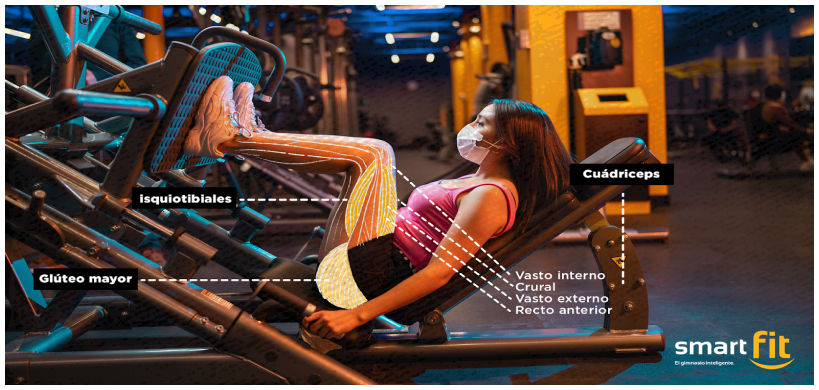 Cuádriceps
isquiotibiales
Glúteo mayor
Vasto interno
Crural
Vasto externo
Recto anterior
smart fit
El gimnasio inteligente.